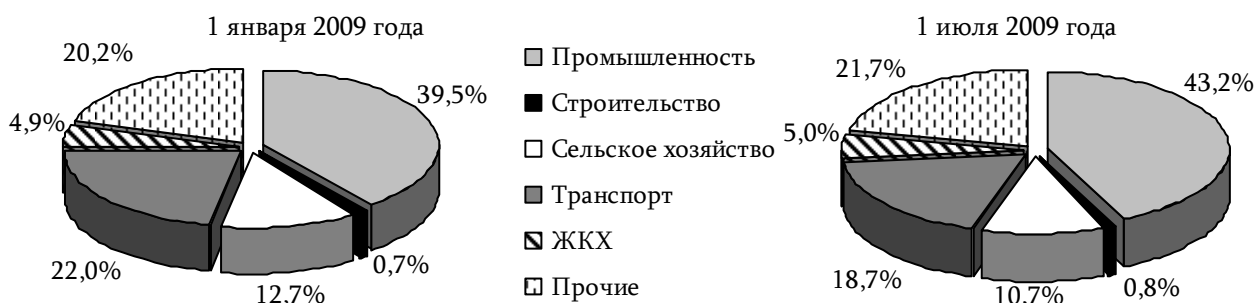 1 января 2009 года
20,2%
39,5%
4,9%
22,0%
12,7%
0,7%
Промышленность
Строительство
Сельское хозяйство
Транспорт
ЖКХ
Прочие
1 июля 2009 года
21,7%
43,2%
5,0%
18,7%
10,7%
0,8%